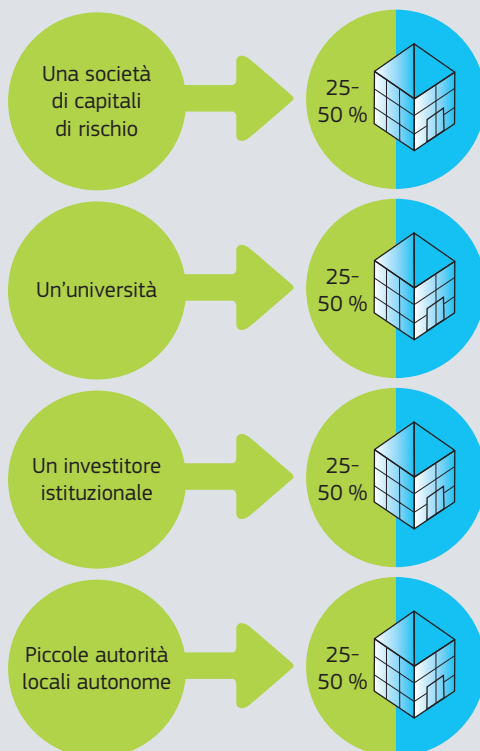 Una società
di capitali
di rischio
25-
50 %
Un'università
25-
50 %
Un investitore
istituzionale
25-
50 %
Piccole autorità
locali autonome
25-
50 %